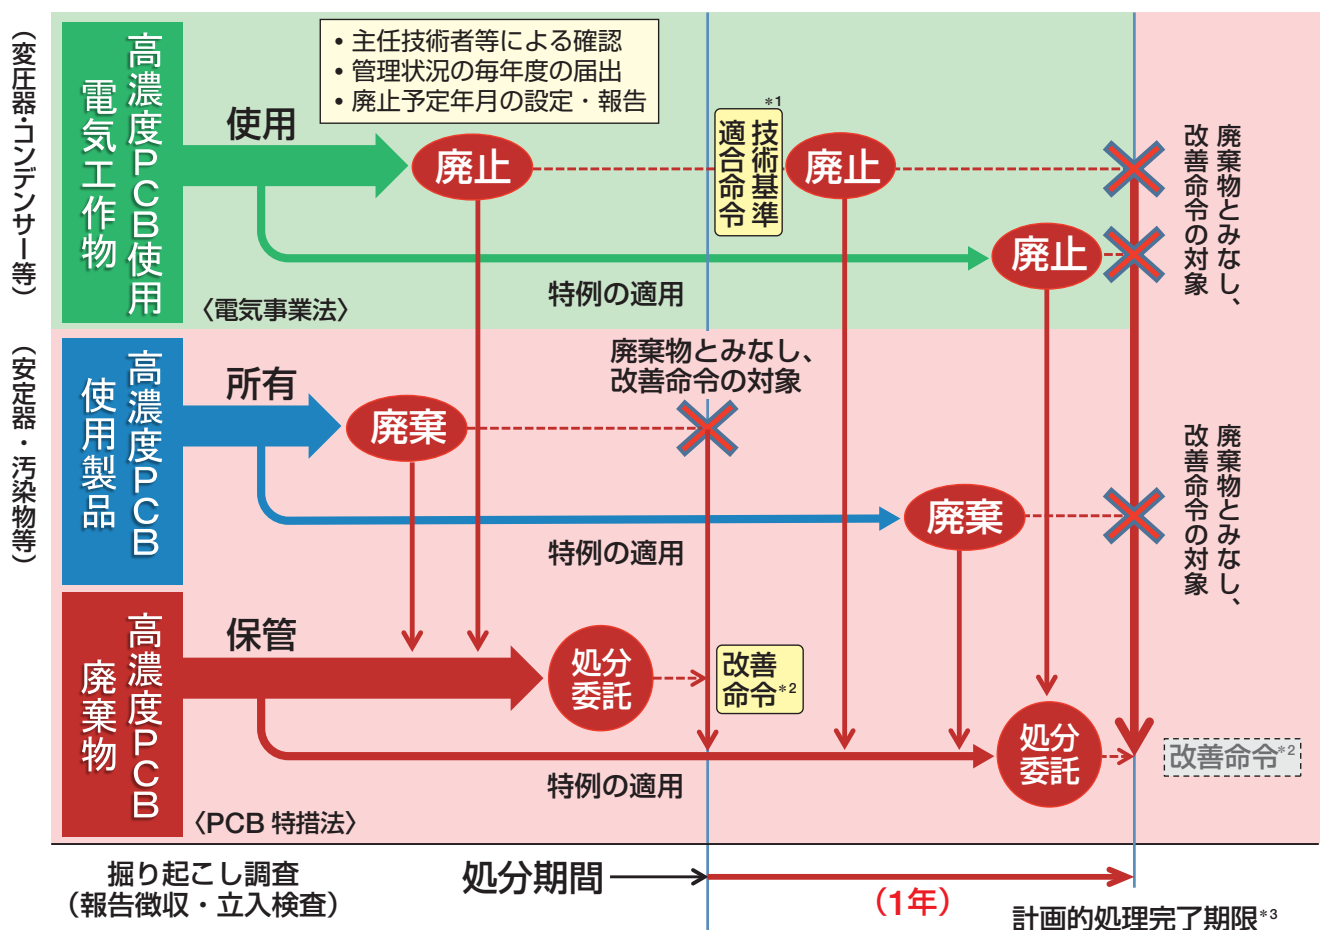 (変圧器・コンデンサー等)
高濃度PCB使用
電気工作物
• 主任技術者等による確認
• 管理状況の毎年度の届出
• 廃止予定年月の設定・報告
使用
廃止
*1
技術基準
適合命令
廃止
廃止
特例の適用
〈電気事業法〉
廃棄物とみなし、
改善命令の対象
(安定器・汚染物等)
高濃度PCB
使用製品
所有
廃棄
廃棄物とみなし、
改善命令の対象
廃棄
特例の適用
廃棄物とみなし、
改善命令の対象
高濃度PCB
廃棄物
保管
処分
委託
改善
命令*2
処分
委託
改善命令*2
特例の適用
〈PCB 特措法〉
掘り起こし調査
(報告徴収・立入検査)
処分期間
(1年)
計画的処理完了期限*3